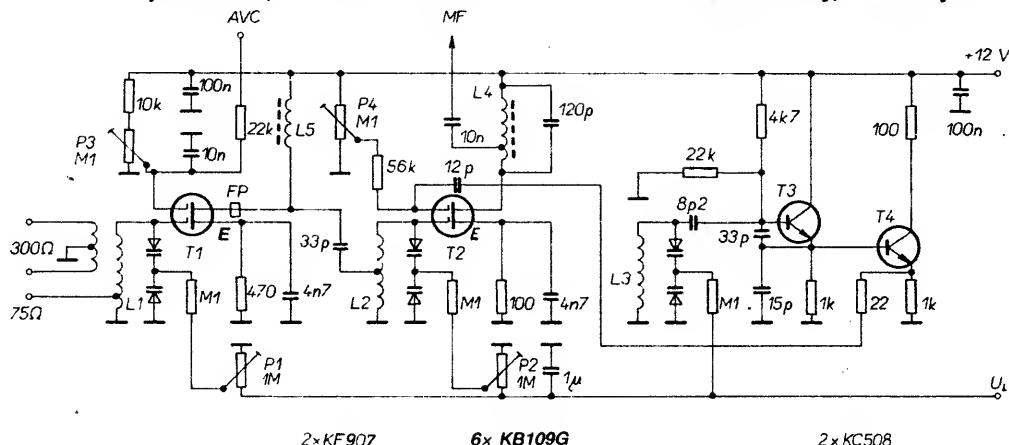 AVC
MF
+12 V
10k
100n
10n
P3
M1
22k
L5
P4
M1
56k
L4
10n
120p
12p
4k7
22k
8p2
33p
100
100n
T3
T4
300Ω
75Ω
L1
FP
T1
E
M1
470
4n7
33p
L2
T2
E
M1
100
4n7
L3
M1
15p
1k
22
1k
P1
1M
P2
1M
1μ
2×KF907
6× KB109G
2×KC508